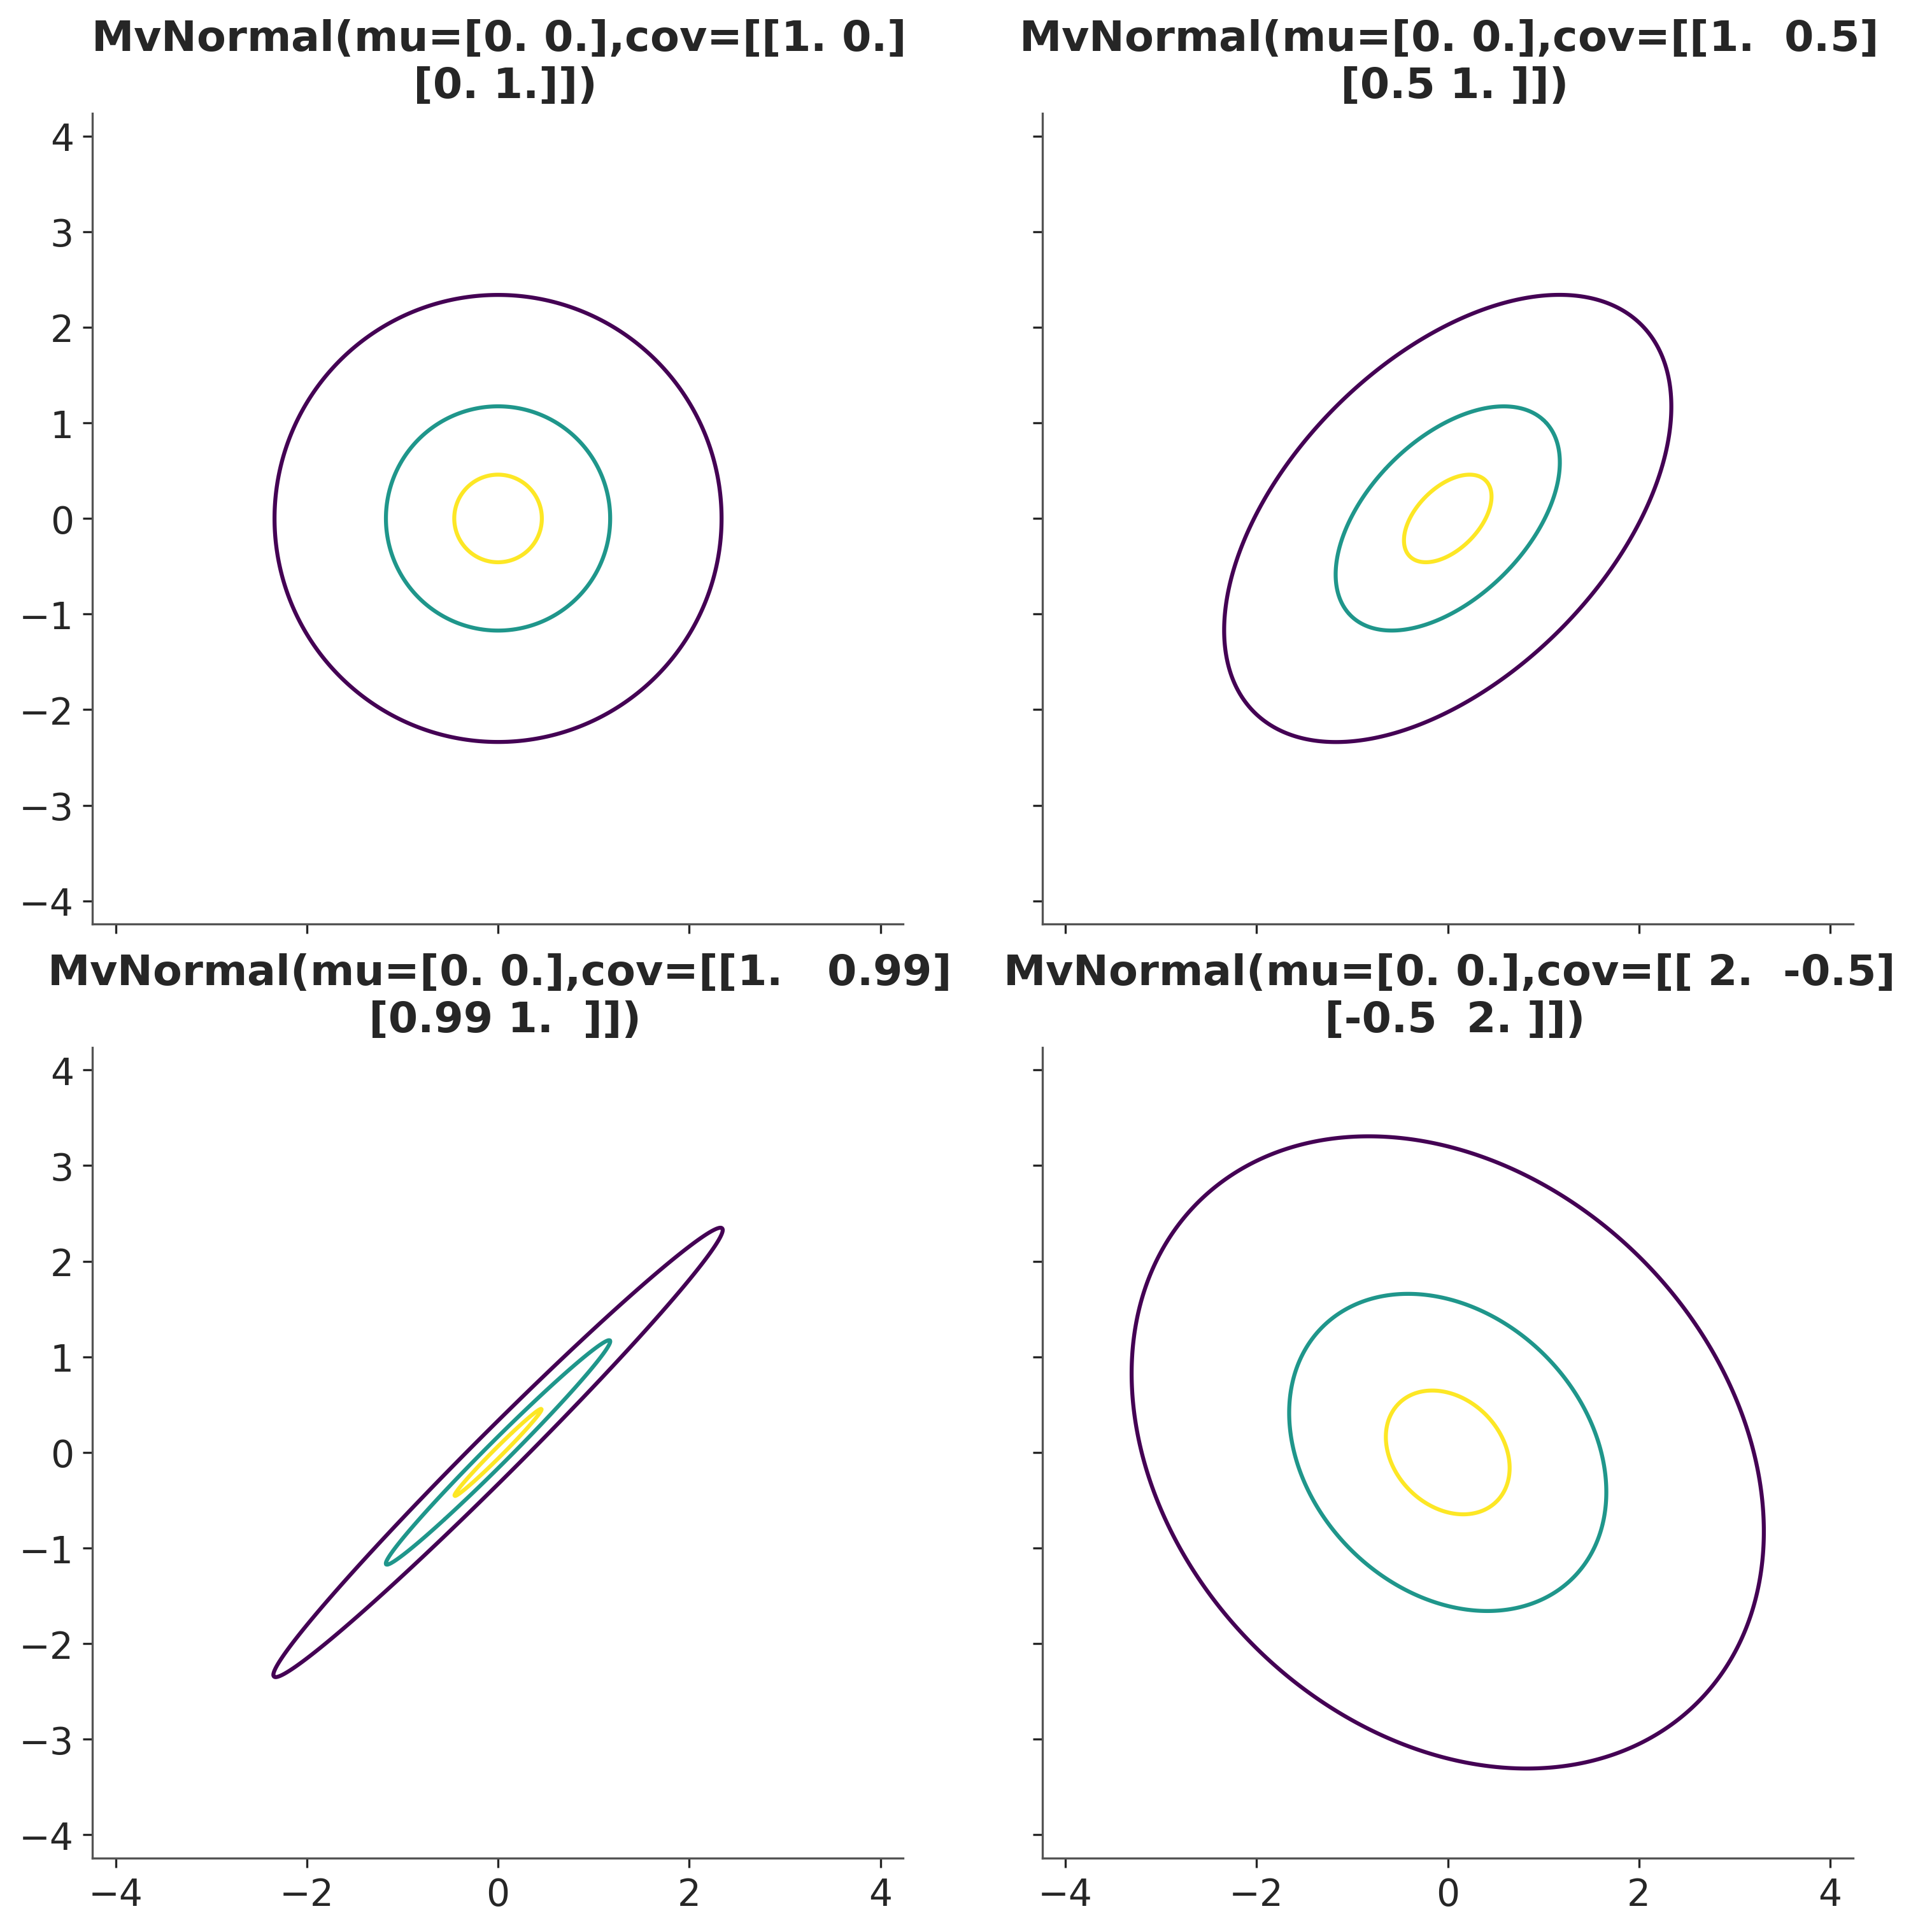 MvNormal(mu=[0. 0.],cov=[[1. 0.]
[0. 1.]])
MvNormal(mu=[0. 0.],cov=[[1.  0.5]
[0.5 1. ]])
4
3
2
1
0
−1
−2
−3
−4
MvNormal(mu=[0. 0.],cov=[[1.   0.99]
[0.99 1.  ]])
MvNormal(mu=[0. 0.],cov=[[ 2.  -0.5]
[-0.5  2. ]])
4
3
2
1
0
−1
−2
−3
−4
−4 −2 0 2 4
−4 −2 0 2 4